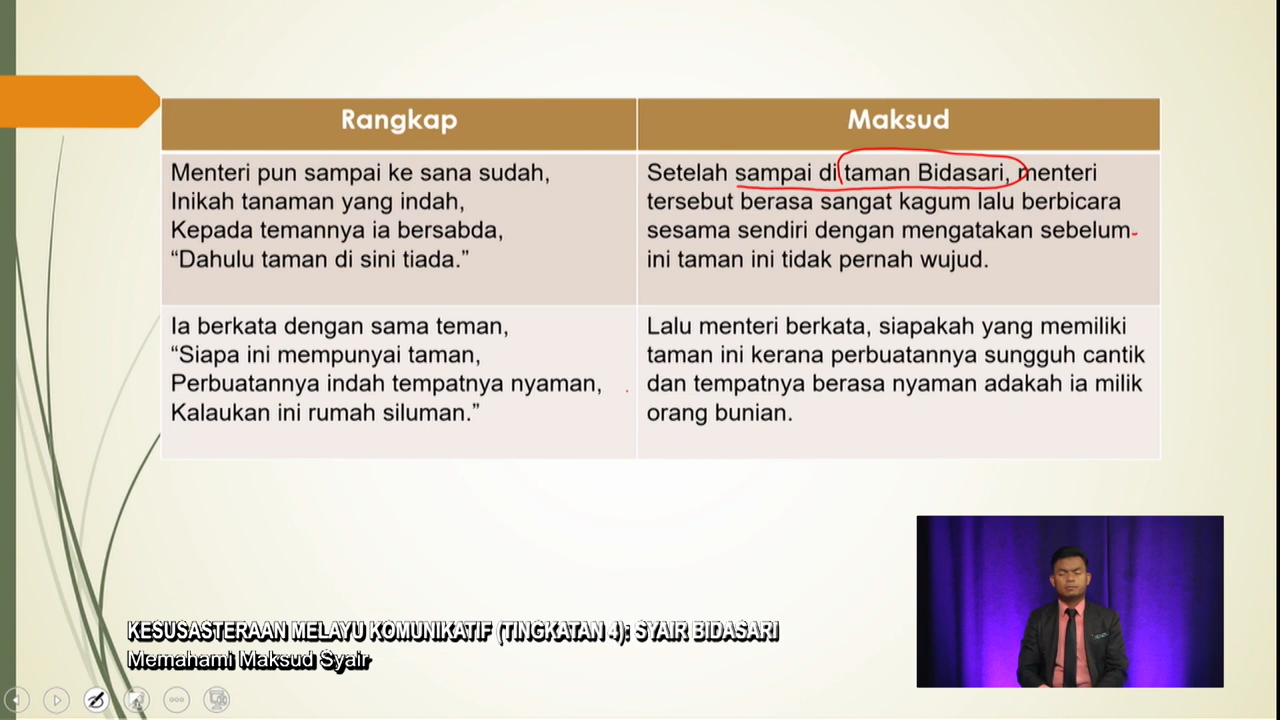 Rangkap
Maksud
Menteri pun sampai ke sana sudah,
Inikah tanaman yang indah,
Kepada temannya ia bersabda,
“Dahulu taman di sini tiada.”
Setelah sampai di taman Bidasari, menteri
tersebut berasa sangat kagum lalu berbicara
sesama sendiri dengan mengatakan sebelum-
ini taman ini tidak pernah wujud.
Ia berkata dengan sama teman,
“Siapa ini mempunyai taman,
Perbuatannya indah tempatnya nyaman,
Kalaukan ini rumah siluman.”
Lalu menteri berkata, siapakah yang memiliki
taman ini kerana perbuatannya sungguh cantik
dan tempatnya berasa nyaman adakah ia milik
orang bunian.
KESUSASTERAAN MELAYU KOMUNIKATIF (TINGKATAN 4): SYAIR BIDASARI
Memahami Maksud Syair